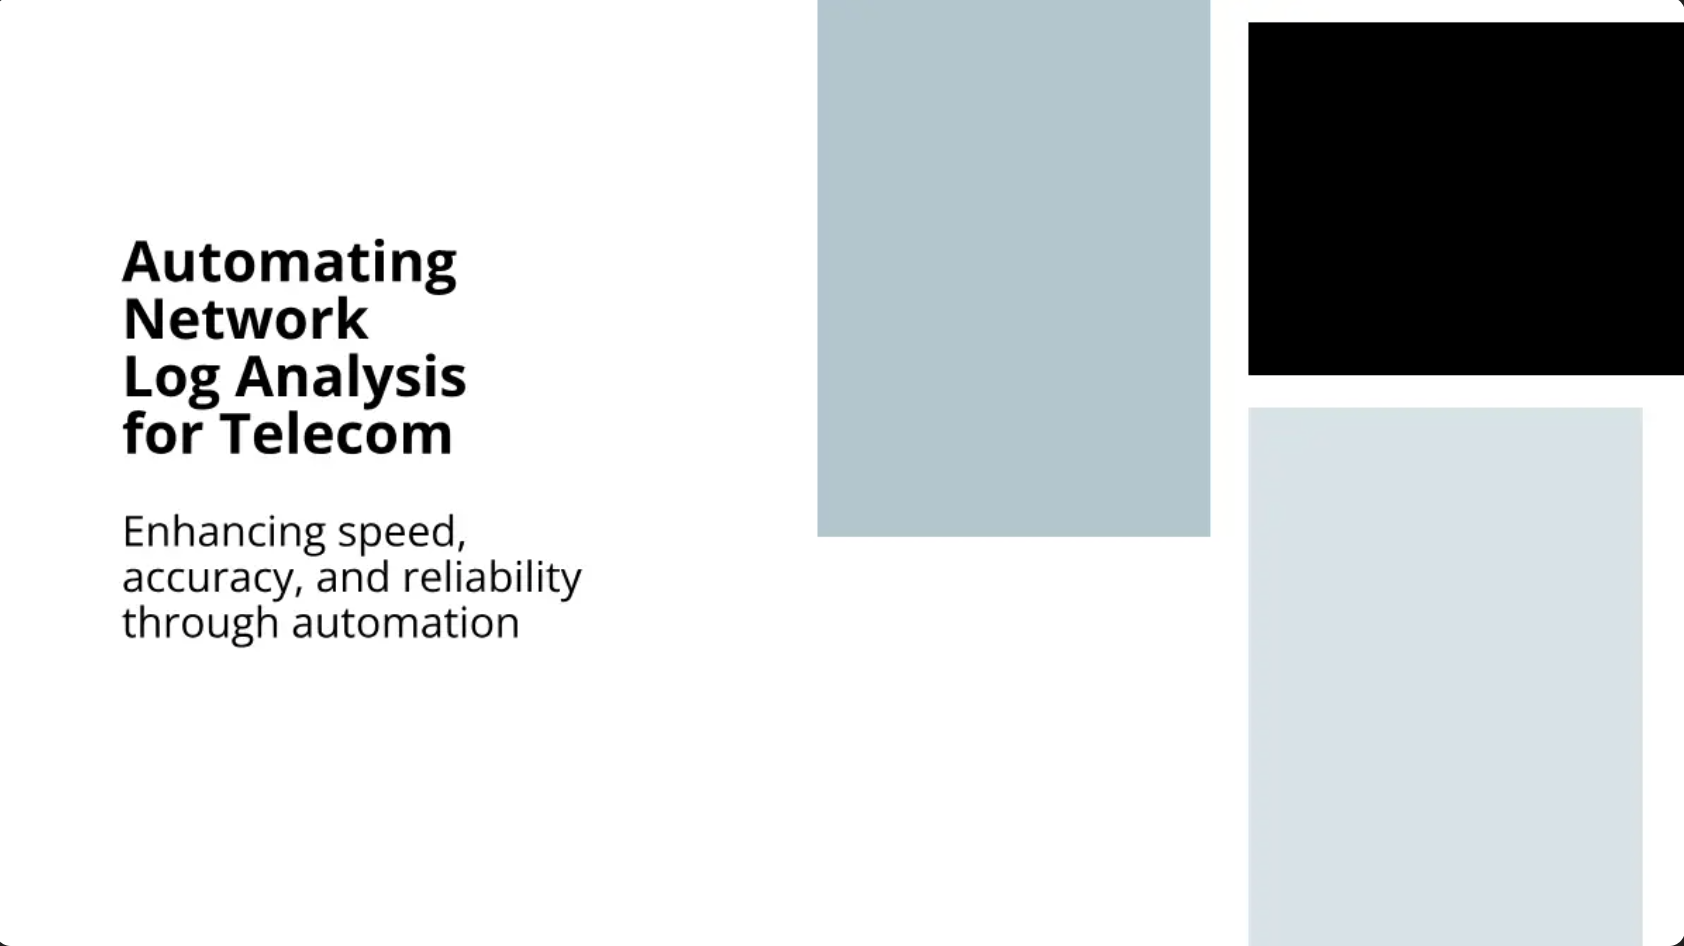 Automating
Network
Log Analysis
for Telecom
Enhancing speed,
accuracy, and reliability
through automation